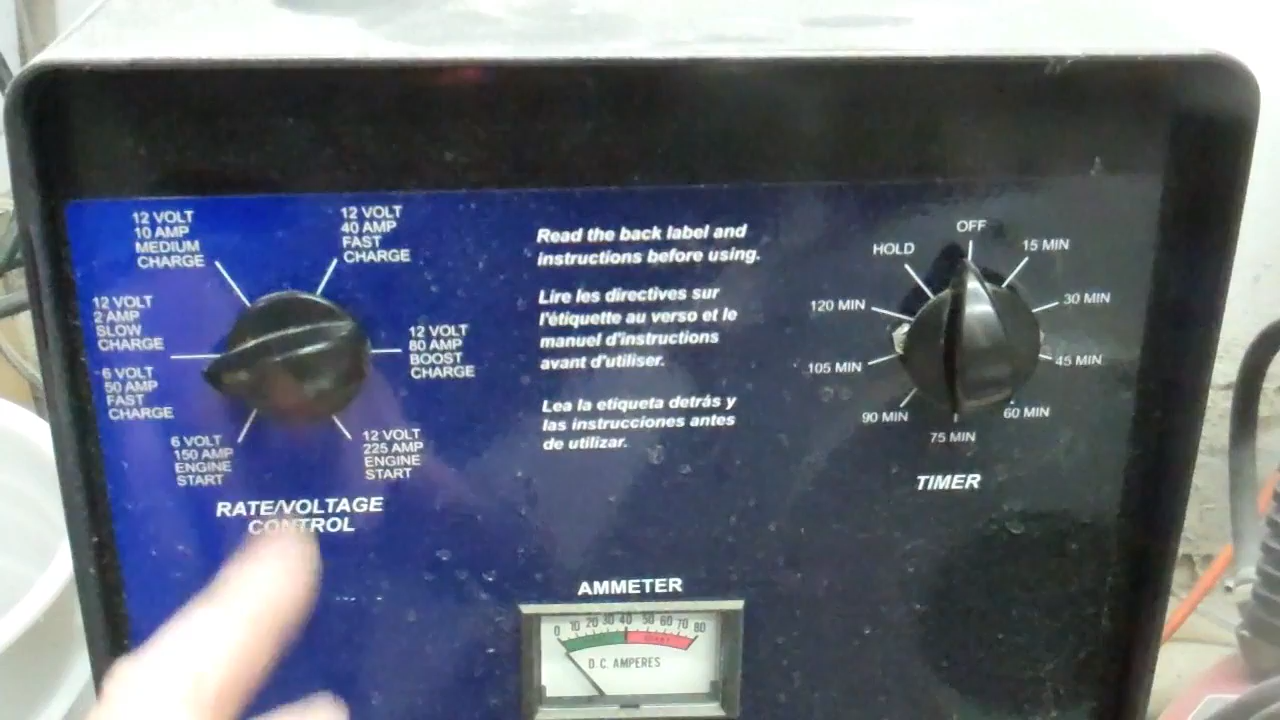 12 VOLT
10 AMP
MEDIUM
CHARGE
12 VOLT
40 AMP
FAST
CHARGE
12 VOLT
2 AMP
SLOW
CHARGE
12 VOLT
80 AMP
BOOST
CHARGE
6 VOLT
50 AMP
FAST
CHARGE
6 VOLT
150 AMP
ENGINE
START
12 VOLT
225 AMP
ENGINE
START
RATE/VOLTAGE
CONTROL
Read the back label and
instructions before using.
Lire les directives sur
l'étiquette au verso et le
manuel d'instructions
avant d'utiliser.
Lea la etiqueta detrás y
las instrucciones antes
de utilizar.
OFF
15 MIN
30 MIN
45 MIN
60 MIN
75 MIN
90 MIN
105 MIN
120 MIN
HOLD
TIMER
AMMETER
0 10 20 30 40 50 60 70 80
D.C. AMPERES